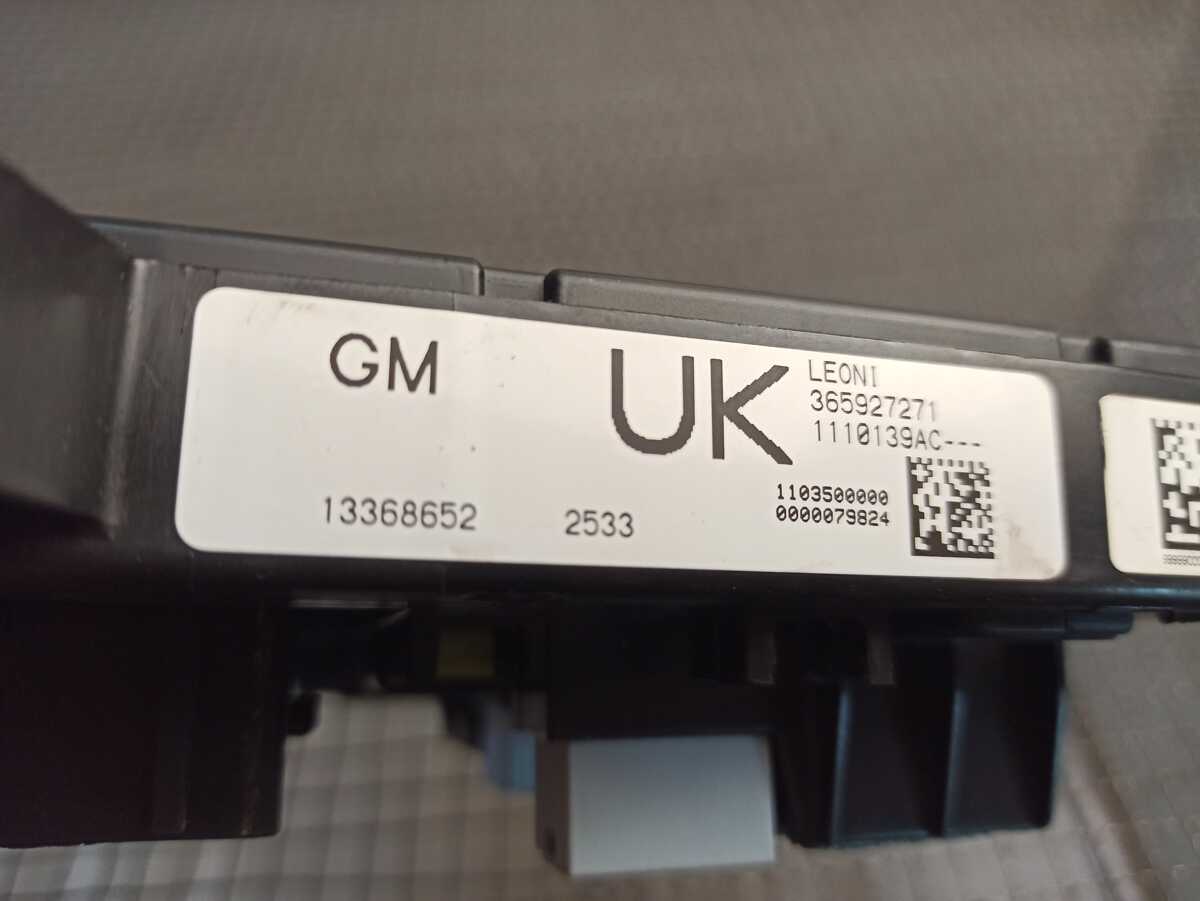 GM
UK
LEONI
365927271
1110139AC---
1103500000
0000079824
13368652
2533